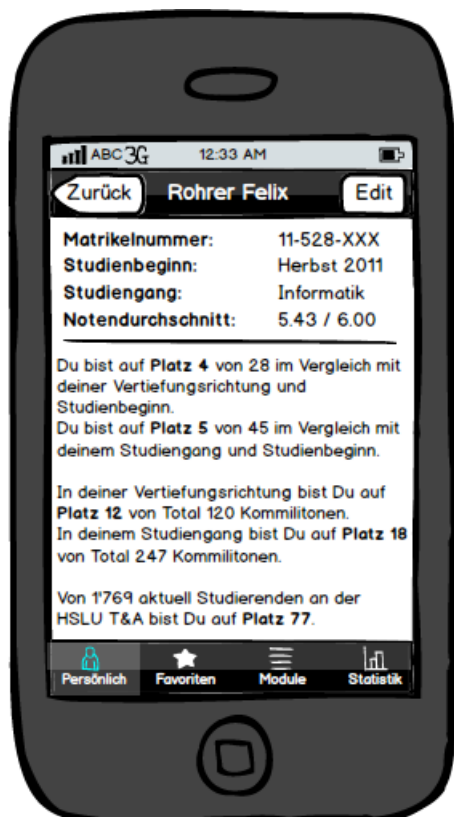 ABC 3G 12:33 AM
Zurück Rohrer Felix Edit
Matrikelnummer: 11-528-XXX
Studienbeginn: Herbst 2011
Studiengang: Informatik
Notendurchschnitt: 5.43 / 6.00
Du bist auf Platz 4 von 28 im Vergleich mit
deiner Vertiefungsrichtung und
Studienbeginn.
Du bist auf Platz 5 von 45 im Vergleich mit
deinem Studiengang und Studienbeginn.
In deiner Vertiefungsrichtung bist Du auf
Platz 12 von Total 120 Kommilitonen.
In deinem Studiengang bist Du auf Platz 18
von Total 247 Kommilitonen.
Von 1'769 aktuell Studierenden an der
HSLU T&A bist Du auf Platz 77.
Persönlich Favoriten Module Statistik